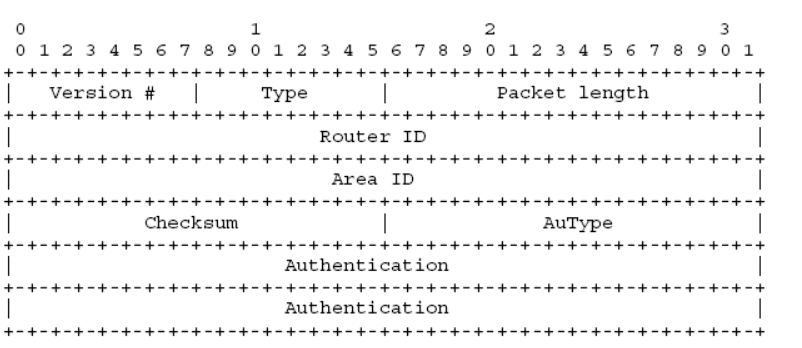 0                   1                   2                   3
0 1 2 3 4 5 6 7 8 9 0 1 2 3 4 5 6 7 8 9 0 1 2 3 4 5 6 7 8 9 0 1
+-+-+-+-+-+-+-+-+-+-+-+-+-+-+-+-+-+-+-+-+-+-+-+-+-+-+-+-+-+-+-+-+
|   Version #   |     Type      |         Packet length         |
+-+-+-+-+-+-+-+-+-+-+-+-+-+-+-+-+-+-+-+-+-+-+-+-+-+-+-+-+-+-+-+-+
|                          Router ID                            |
+-+-+-+-+-+-+-+-+-+-+-+-+-+-+-+-+-+-+-+-+-+-+-+-+-+-+-+-+-+-+-+-+
|                           Area ID                             |
+-+-+-+-+-+-+-+-+-+-+-+-+-+-+-+-+-+-+-+-+-+-+-+-+-+-+-+-+-+-+-+-+
|           Checksum            |             AuType            |
+-+-+-+-+-+-+-+-+-+-+-+-+-+-+-+-+-+-+-+-+-+-+-+-+-+-+-+-+-+-+-+-+
|                       Authentication                          |
+-+-+-+-+-+-+-+-+-+-+-+-+-+-+-+-+-+-+-+-+-+-+-+-+-+-+-+-+-+-+-+-+
|                       Authentication                          |
+-+-+-+-+-+-+-+-+-+-+-+-+-+-+-+-+-+-+-+-+-+-+-+-+-+-+-+-+-+-+-+-+